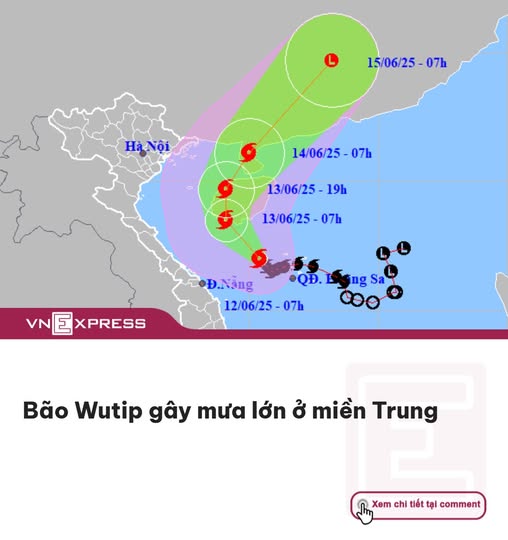 L
15/06/25 - 07h
Hà Nội
14/06/25 - 07h
13/06/25 - 19h
13/06/25 - 07h
L
L
L
Đ.Nẵng
QĐ. Hoàng Sa
12/06/25 - 07h
VNEXPRESS
Bão Wutip gây mưa lớn ở miền Trung
Xem chi tiết tại comment